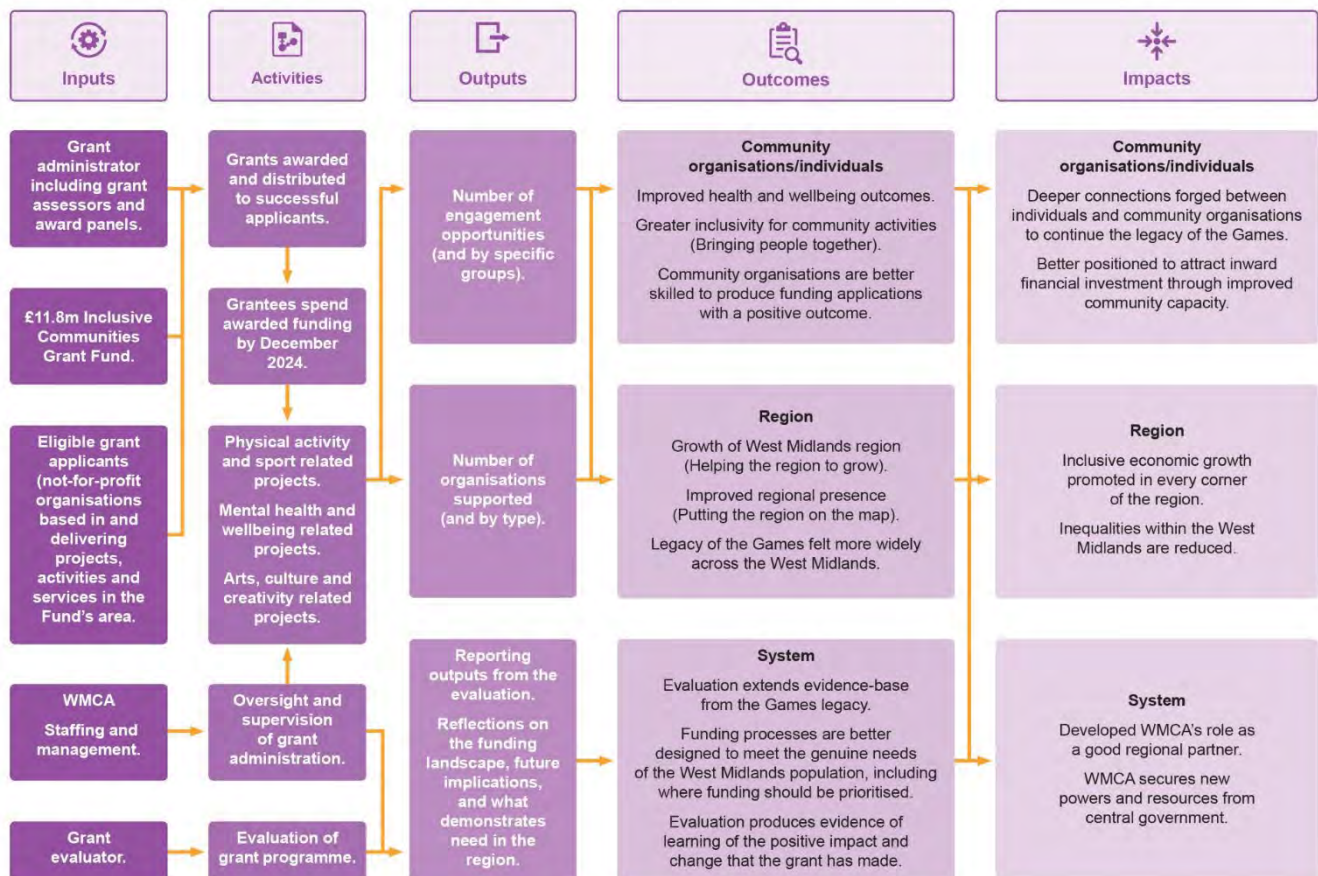 Inputs
Activities
Outputs
Outcomes
Impacts
Grant
administrator
including grant
assessors and
award panels.
£11.8m Inclusive
Communities
Grant Fund.
Eligible grant
applicants
(not-for-profit
organisations
based in and
delivering
projects,
activities and
services in the
Fund's area.
WMCA
Staffing and
management.
Grant
evaluator.
Grants awarded
and distributed
to successful
applicants.
Grantees spend
awarded funding
by December
2024.
Physical activity
and sport related
projects.
Mental health and
wellbeing related
projects.
Arts, culture and
creativity related
projects.
Oversight and
supervision
of grant
administration.
Evaluation of
grant programme.
Number of
engagement
opportunities
(and by specific
groups).
Number of
organisations
supported
(and by type).
Reporting
outputs from the
evaluation.
Reflections on
the funding
landscape, future
implications,
and what
demonstrates
need in the
region.
Community
organisations/individuals
Improved health and wellbeing outcomes.
Greater inclusivity for community activities
(Bringing people together).
Community organisations are better
skilled to produce funding applications
with a positive outcome.
Region
Growth of West Midlands region
(Helping the region to grow).
Improved regional presence
(Putting the region on the map).
Legacy of the Games felt more widely
across the West Midlands.
System
Evaluation extends evidence-base
from the Games legacy.
Funding processes are better
designed to meet the genuine needs
of the West Midlands population, including
where funding should be prioritised.
Evaluation produces evidence of
learning of the positive impact and
change that the grant has made.
Community
organisations/individuals
Deeper connections forged between
individuals and community organisations
to continue the legacy of the Games.
Better positioned to attract inward
financial investment through improved
community capacity.
Region
Inclusive economic growth
promoted in every corner
of the region.
Inequalities within the West
Midlands are reduced.
System
Developed WMCA's role as
a good regional partner.
WMCA secures new
powers and resources from
central government.